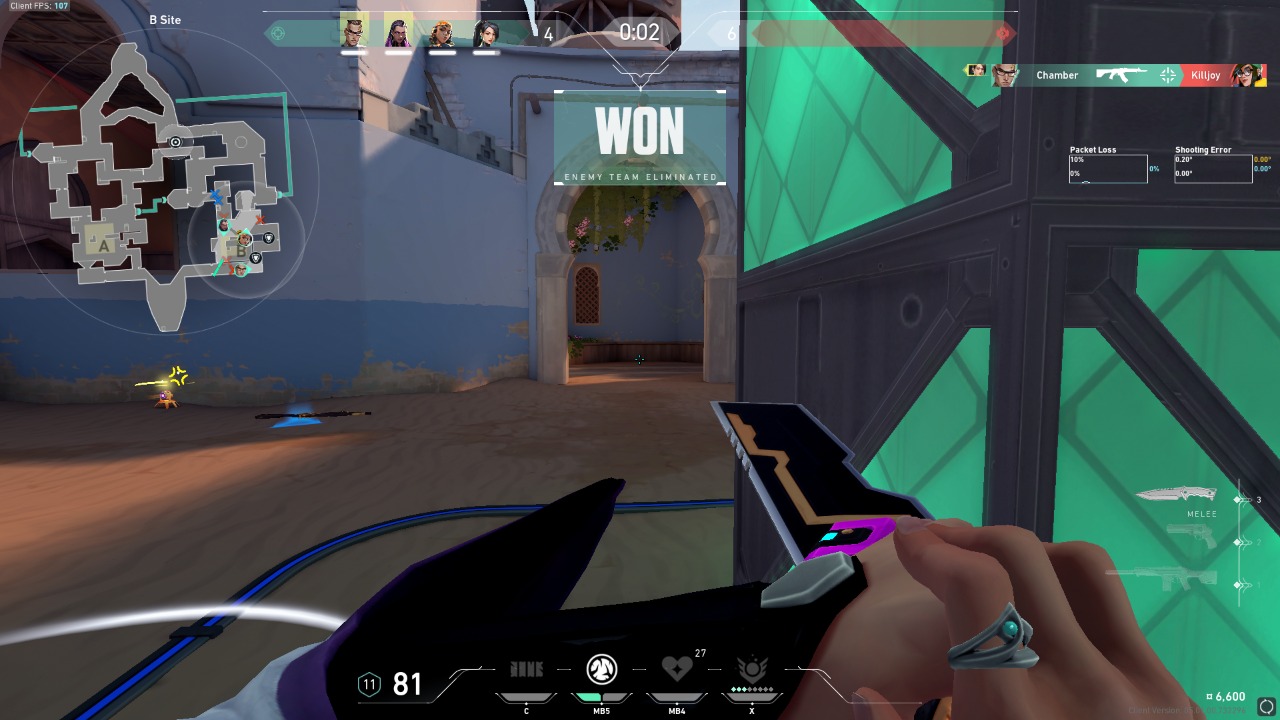 Client FPS: 107
B Site
4
0:02
6
Chamber
Killjoy
WON
ENEMY TEAM ELIMINATED
Packet Loss
10%
0%
0%
Shooting Error
0.20°
0.00°
0.00°
0.00°
A
B
3
MELEE
2
1
11
81
27
C
MB5
MB4
X
¤ 6,600